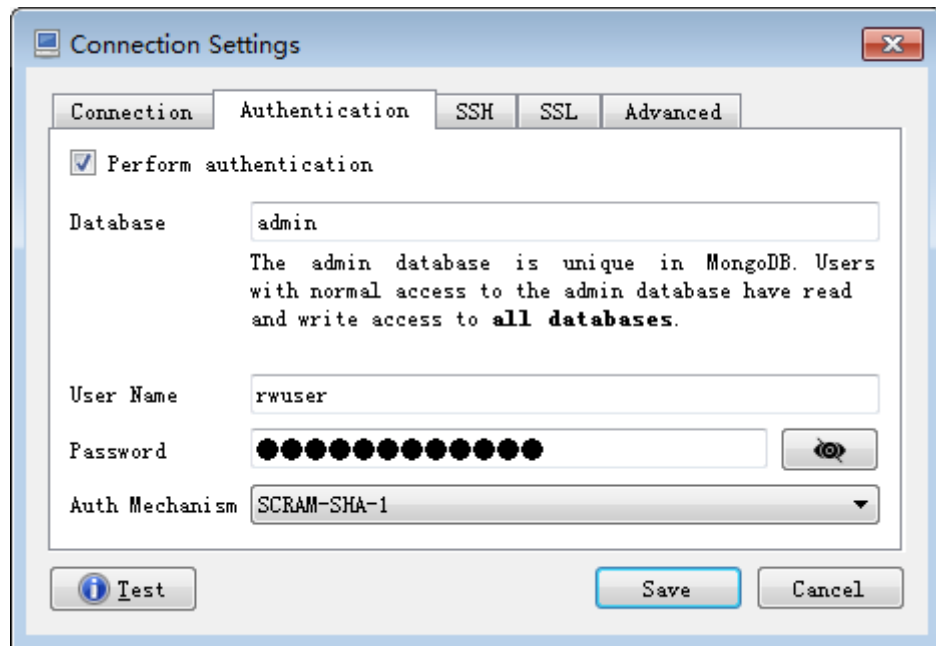 Connection Settings
Connection Authentication SSH SSL Advanced
Perform authentication
Database admin
The admin database is unique in MongoDB. Users
with normal access to the admin database have read
and write access to all databases.
User Name rwuser
Password ●●●●●●●●●●●●
Auth Mechanism SCRAM-SHA-1
Test Save Cancel